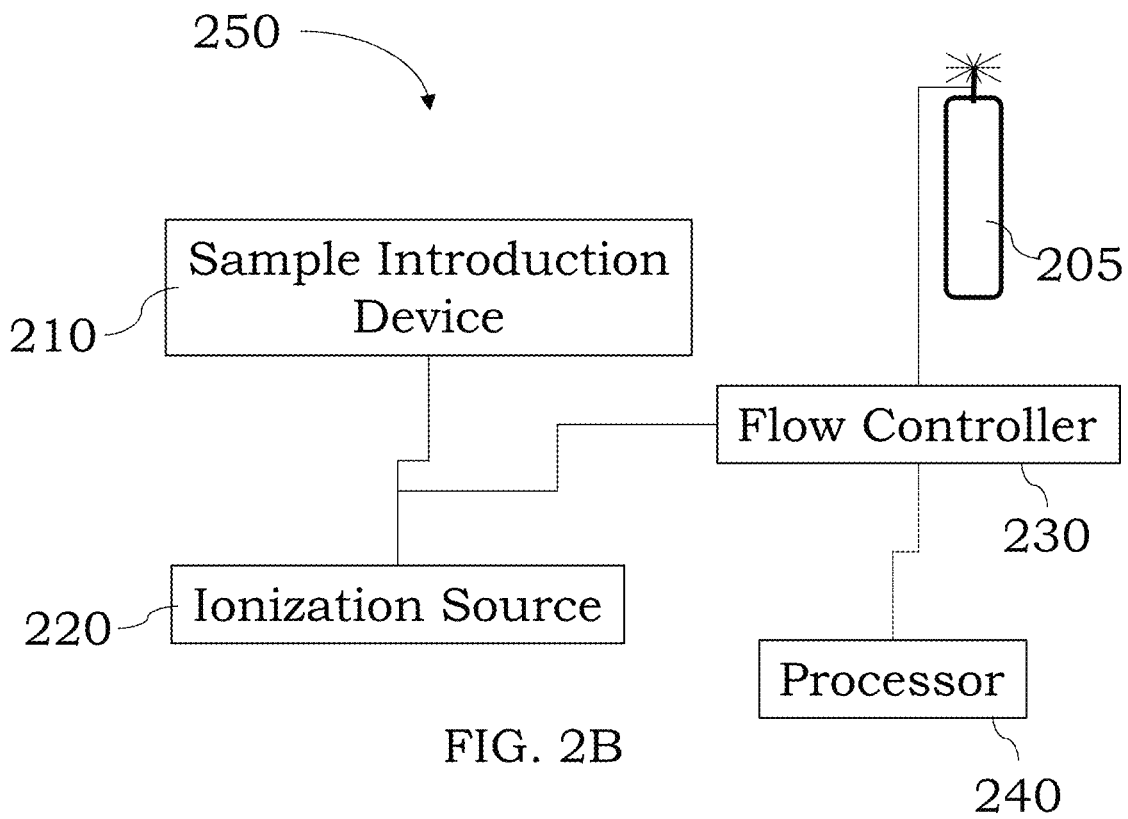 250
Sample Introduction
Device
205
210
Flow Controller
230
Ionization Source
220
Processor
FIG. 2B
240